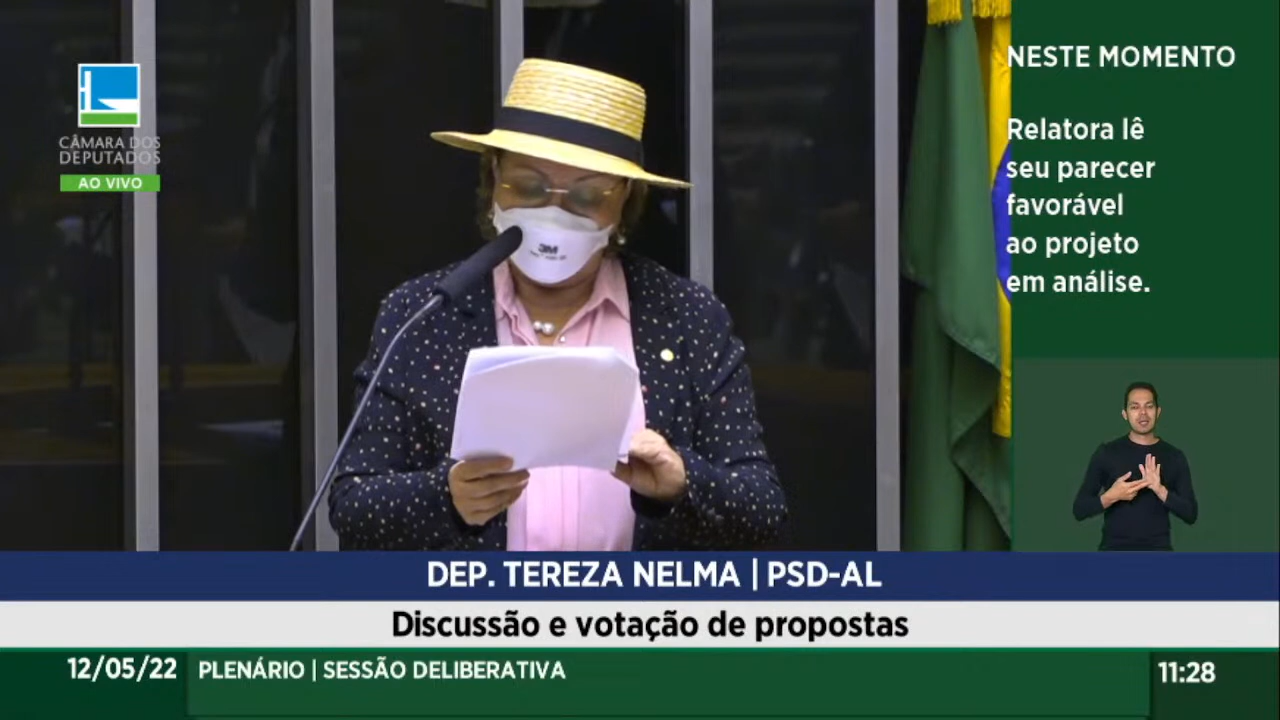 CÂMARA DOS
DEPUTADOS
AO VIVO
NESTE MOMENTO
Relatora lê
seu parecer
favorável
ao projeto
em análise.
3M
DEP. TEREZA NELMA | PSD-AL
Discussão e votação de propostas
12/05/22 PLENÁRIO | SESSÃO DELIBERATIVA 11:28